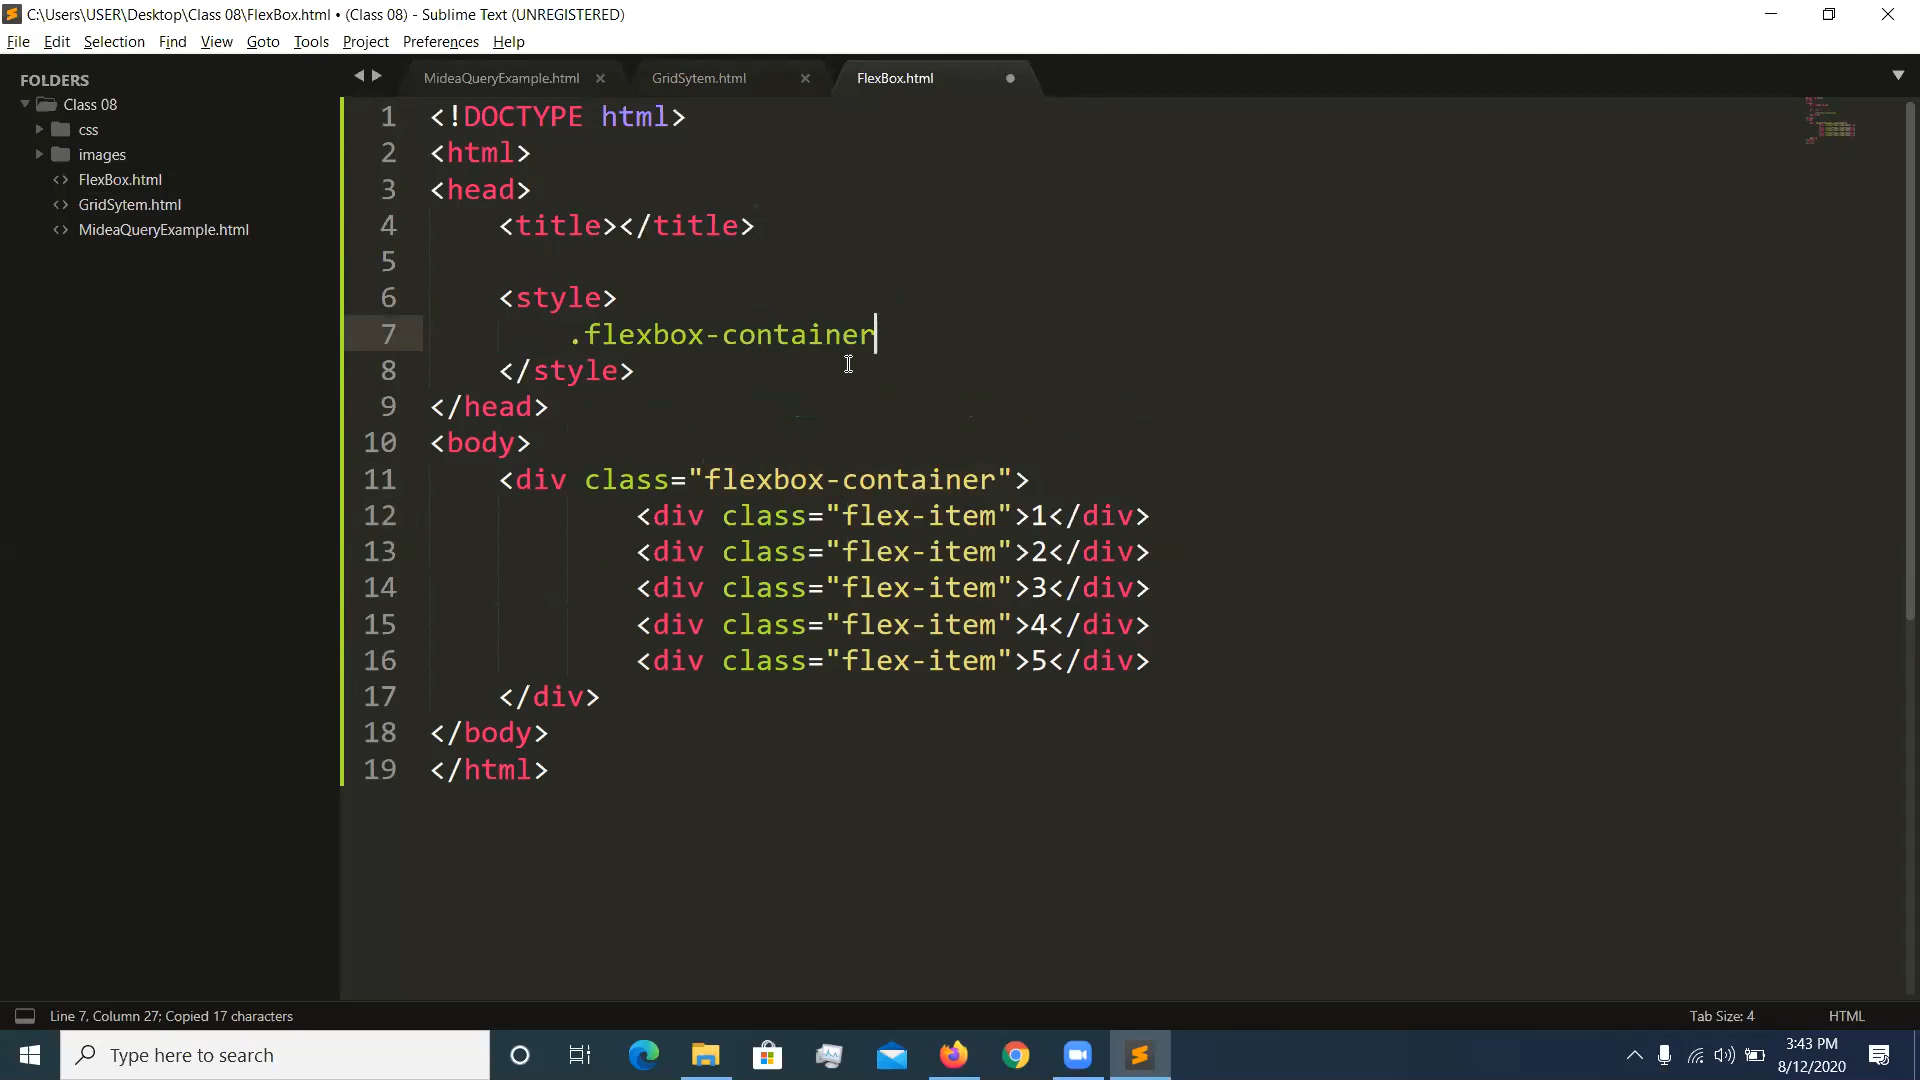 C:\Users\USER\Desktop\Class 08\FlexBox.html • (Class 08) - Sublime Text (UNREGISTERED)
File Edit Selection Find View Goto Tools Project Preferences Help
FOLDERS
Class 08
css
images
FlexBox.html
GridSytem.html
MideaQueryExample.html
MideaQueryExample.html × GridSytem.html × FlexBox.html
1 <!DOCTYPE html>
2 <html>
3 <head>
4 <title></title>
5
6 <style>
7 .flexbox-container
8 </style>
9 </head>
10 <body>
11 <div class="flexbox-container">
12 <div class="flex-item">1</div>
13 <div class="flex-item">2</div>
14 <div class="flex-item">3</div>
15 <div class="flex-item">4</div>
16 <div class="flex-item">5</div>
17 </div>
18 </body>
19 </html>
Line 7, Column 27; Copied 17 characters Tab Size: 4 HTML
Type here to search
3:43 PM
8/12/2020